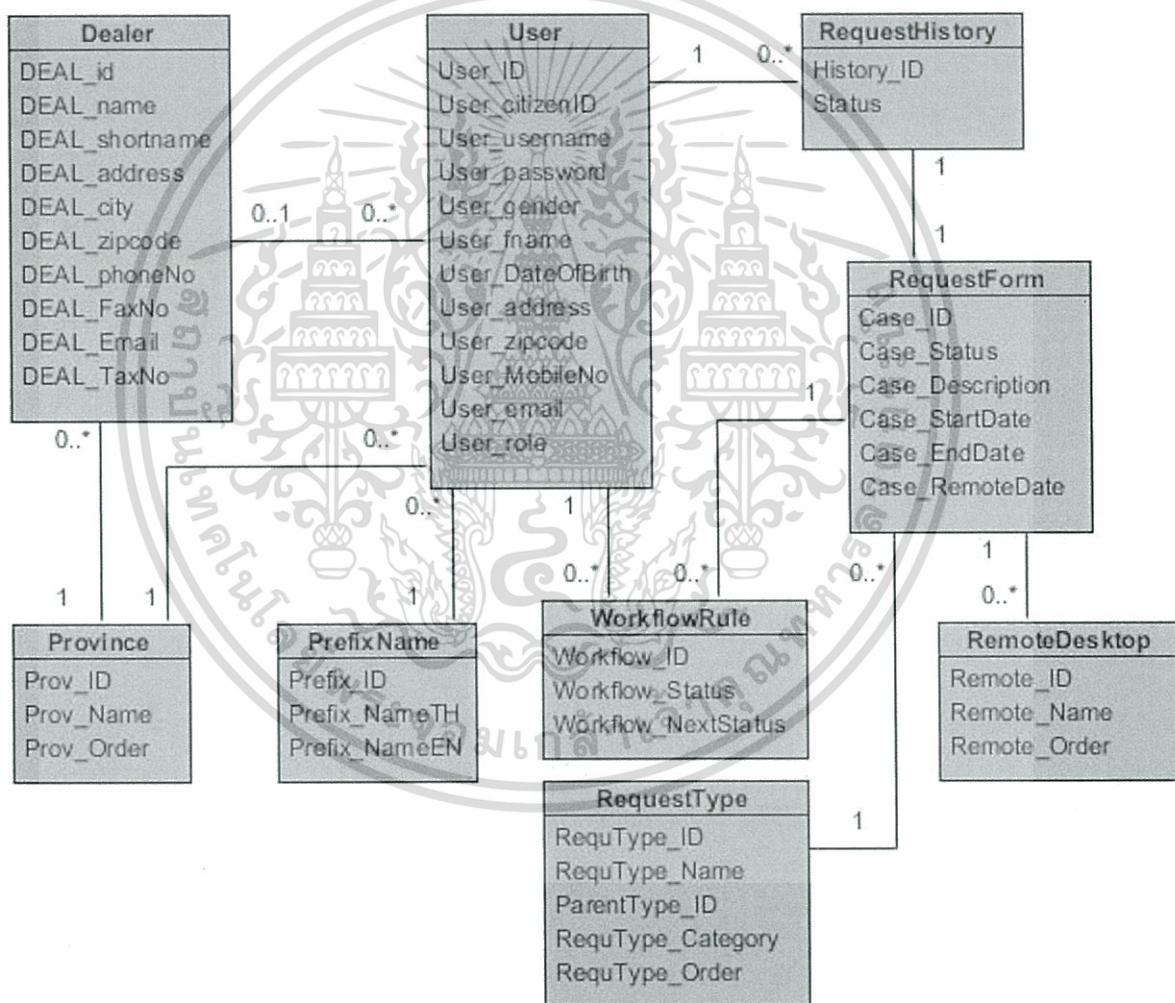 Dealer
DEAL_id
DEAL_name
DEAL_shortname
DEAL_address
DEAL_city
DEAL_zipcode
DEAL_phoneNo
DEAL_FaxNo
DEAL_Email
DEAL_TaxNo
User
User_ID
User_citizenID
User_username
User_password
User_gender
User_fname
User_DateOfBirth
User_address
User_zipcode
User_MobileNo
User_email
User_role
RequestHistory
History_ID
Status
1
0..*
0..1
0..*
1
1
RequestForm
Case_ID
Case_Status
Case_Description
Case_StartDate
Case_EndDate
Case_RemoteDate
0..*
0..*
0..*
1
1
0..*
1
0..*
1
1
1
0..*
0..*
Province
Prov_ID
Prov_Name
Prov_Order
PrefixName
Prefix_ID
Prefix_NameTH
Prefix_NameEN
WorkflowRule
Workflow_ID
Workflow_Status
Workflow_NextStatus
RemoteDesktop
Remote_ID
Remote_Name
Remote_Order
RequestType
RequType_ID
RequType_Name
ParentType_ID
RequType_Category
RequType_Order
1